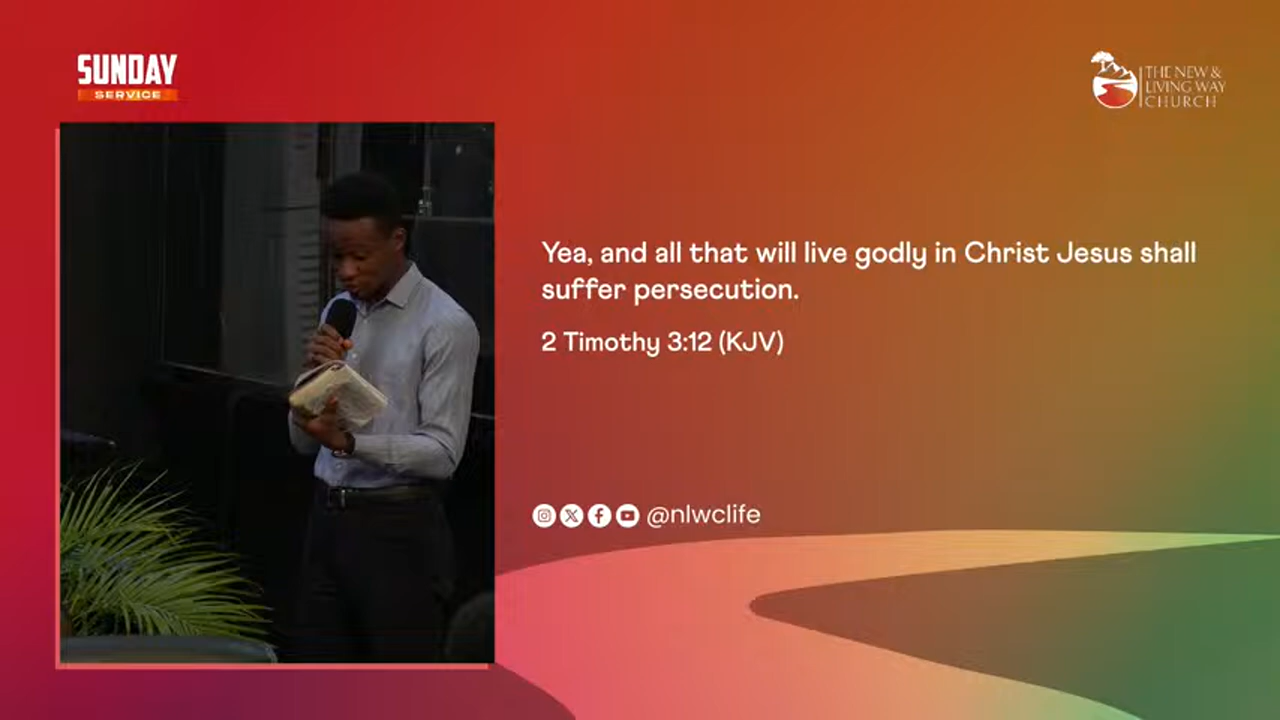 SUNDAY
SERVICE
THE NEW &
LIVING WAY
CHURCH
Yea, and all that will live godly in Christ Jesus shall
suffer persecution.
2 Timothy 3:12 (KJV)
@nlwclife